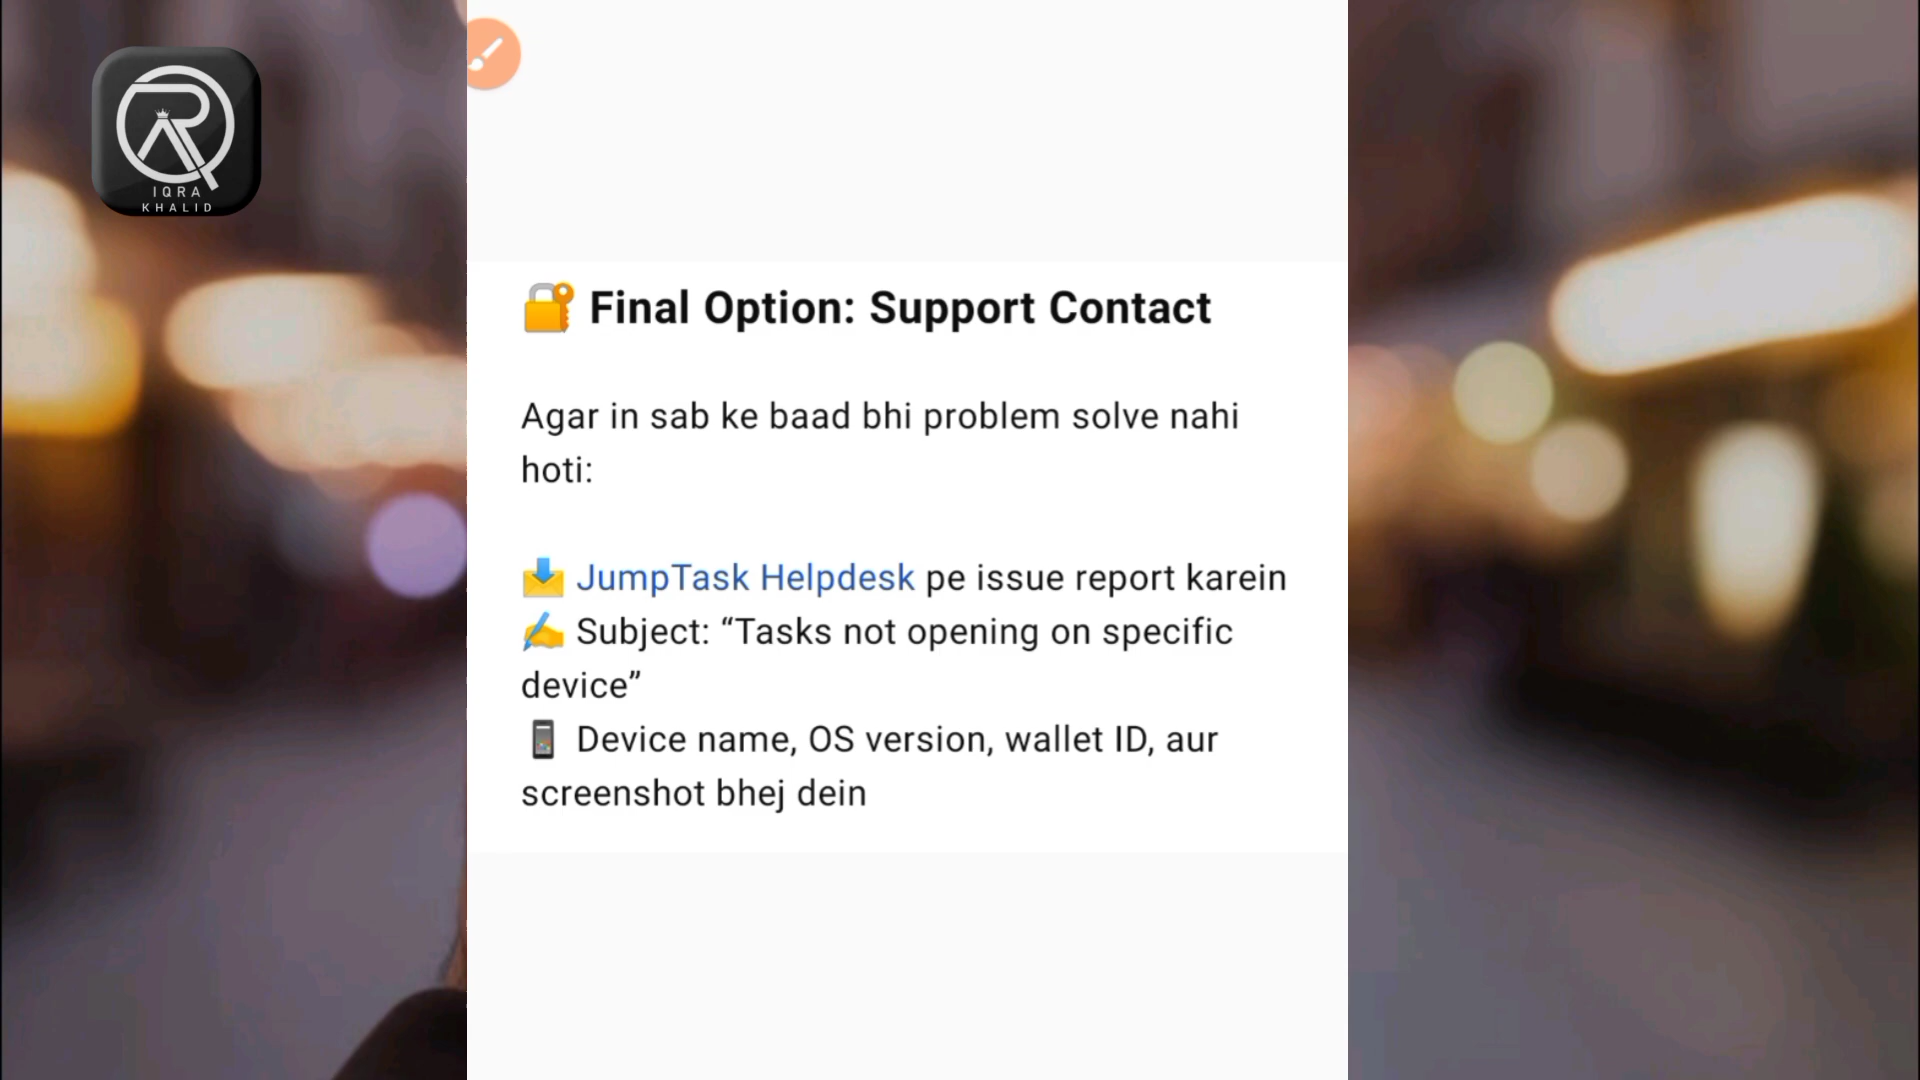 IQRA
KHALID
🔐 Final Option: Support Contact
Agar in sab ke baad bhi problem solve nahi
hoti:
📩 JumpTask Helpdesk pe issue report karein
✍️ Subject: “Tasks not opening on specific
device”
📱 Device name, OS version, wallet ID, aur
screenshot bhej dein